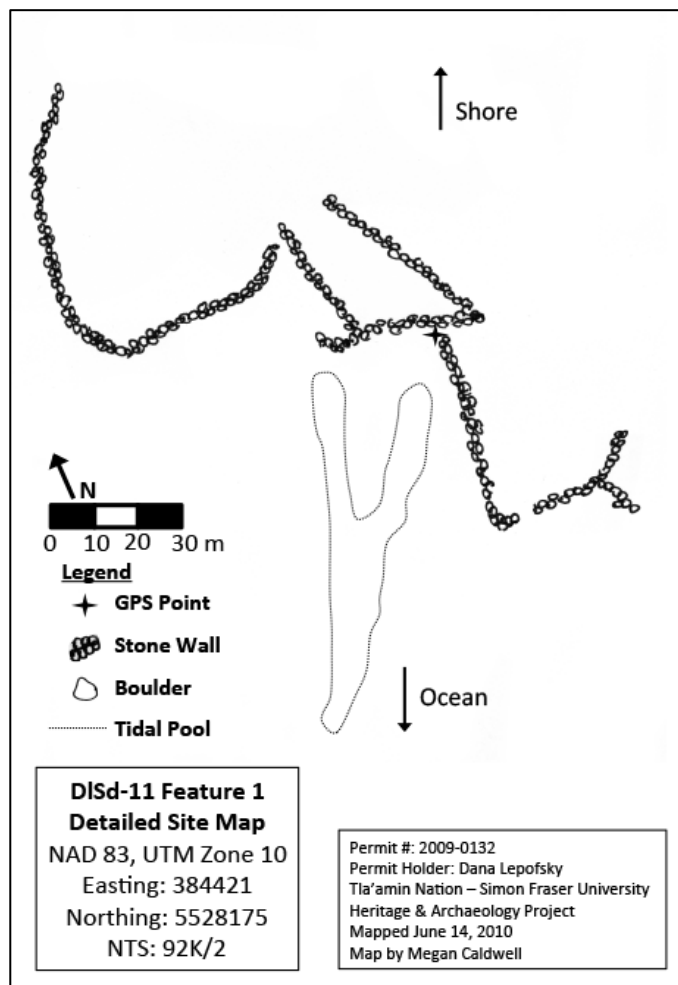 Shore
N
0 10 20 30 m
Legend
GPS Point
Stone Wall
Boulder
Tidal Pool
Ocean
DlSd-11 Feature 1
Detailed Site Map
NAD 83, UTM Zone 10
Easting: 384421
Northing: 5528175
NTS: 92K/2
Permit #: 2009-0132
Permit Holder: Dana Lepofsky
Tla'amin Nation – Simon Fraser University
Heritage & Archaeology Project
Mapped June 14, 2010
Map by Megan Caldwell